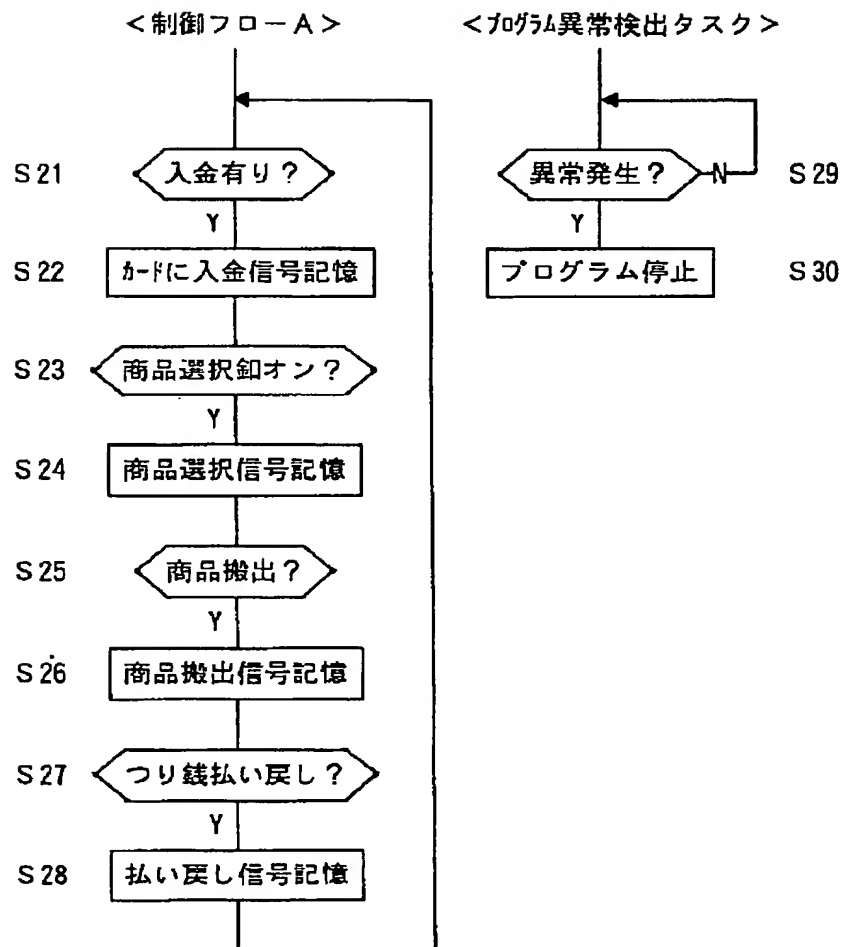 ＜制御フローA＞
S21
入金有り？
Y
S22
カードに入金信号記憶
S23
商品選択釦オン？
Y
S24
商品選択信号記憶
S25
商品搬出？
Y
S26
商品搬出信号記憶
S27
つり銭払い戻し？
Y
S28
払い戻し信号記憶
＜プログラム異常検出タスク＞
異常発生？
N
S29
Y
プログラム停止
S30